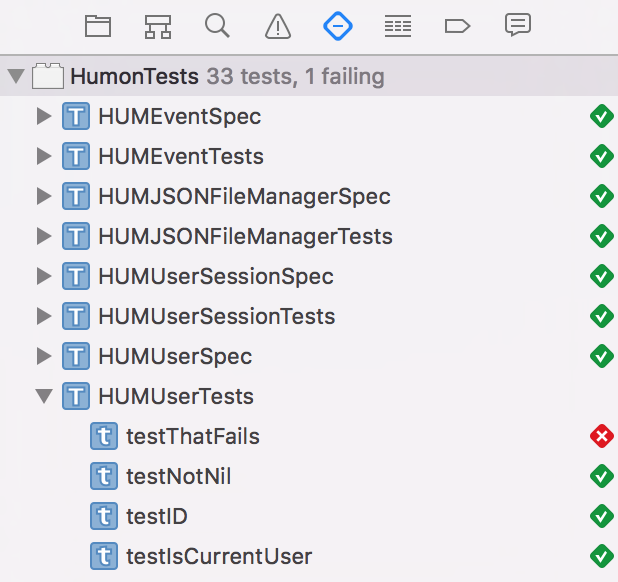 HumonTests 33 tests, 1 failing
T HUMEventSpec
T HUMEventTests
T HUMJSONFileManagerSpec
T HUMJSONFileManagerTests
T HUMUserSessionSpec
T HUMUserSessionTests
T HUMUserSpec
T HUMUserTests
t testThatFails
t testNotNil
t testID
t testIsCurrentUser